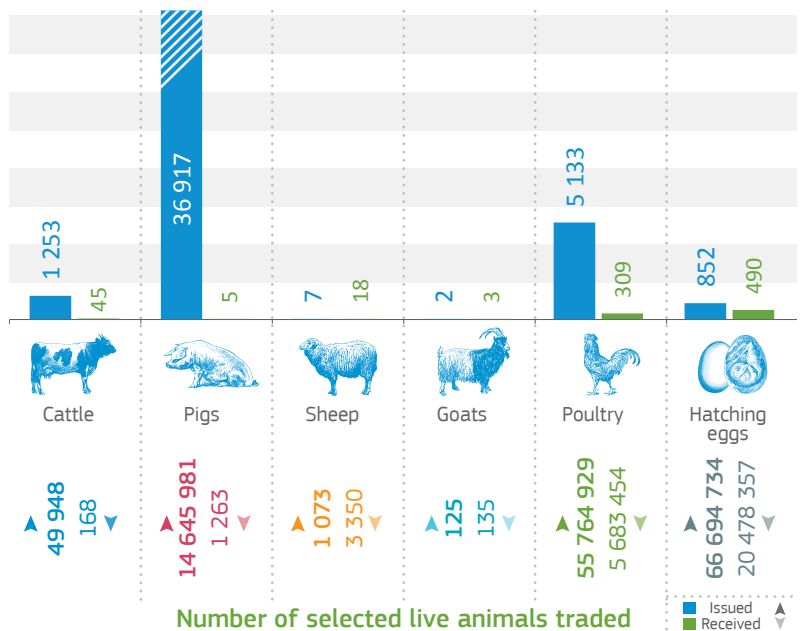 1 253
45
36 917
5
7
18
2
3
5 133
309
852
490
Cattle
Pigs
Sheep
Goats
Poultry
Hatching
eggs
49 948
168
14 645 981
1 263
1 073
3 350
125
135
55 764 929
5 683 454
66 694 734
20 478 357
Number of selected live animals traded
Issued
Received